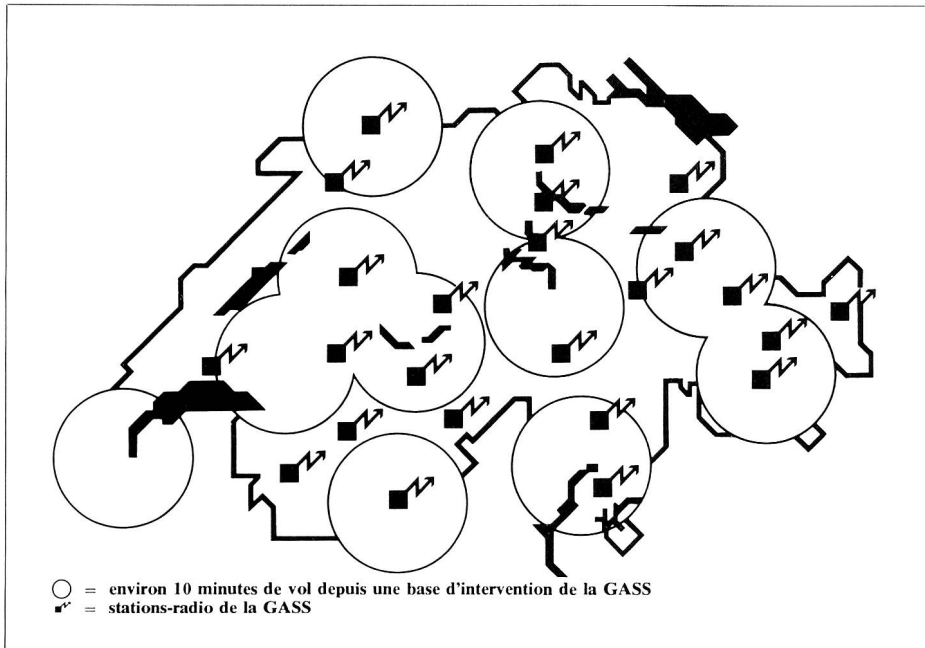 = environ 10 minutes de vol depuis une base d'intervention de la GASS
= stations-radio de la GASS